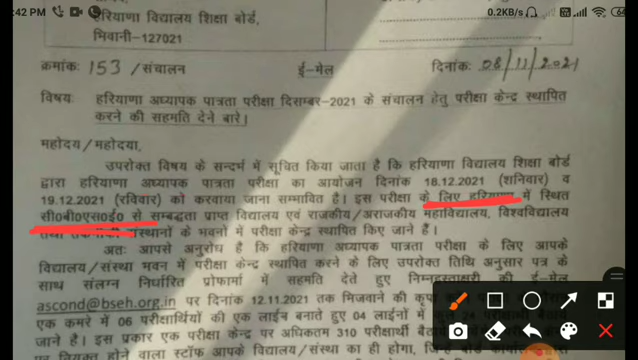 :42 PM
0.2KB/s
64
हरियाणा विद्यालय शिक्षा बोर्ड,
भिवानी-127021
क्रमांक: 153 /संचालन ई-मेल दिनांक: 08/11/2021
विषय: हरियाणा अध्यापक पात्रता परीक्षा दिसम्बर-2021 के संचालन हेतु परीक्षा केन्द्र स्थापित
करने की सहमति देने बारे।
महोदय/महोदया,
उपरोक्त विषय के सन्दर्भ में सूचित किया जाता है कि हरियाणा विद्यालय शिक्षा बोर्ड
द्वारा हरियाणा अध्यापक पात्रता परीक्षा का आयोजन दिनांक 18.12.2021 (शनिवार) व
19.12.2021 (रविवार) को करवाया जाना सम्भावित है। इस परीक्षा के लिए हरियाणा में स्थित
सी0बी0एस0ई0 से सम्बद्धता प्राप्त विद्यालय एवं राजकीय/अराजकीय महाविद्यालय, विश्वविद्यालय
तथा तकनीकी संस्थानों के भवनों में परीक्षा केन्द्र स्थापित किए जाने हैं।
अतः आपसे अनुरोध है कि हरियाणा अध्यापक पात्रता परीक्षा के लिए आपके
विद्यालय/संस्था भवन में परीक्षा केन्द्र स्थापित करने के लिए उपरोक्त तिथि अनुसार पत्र के
साथ संलग्न निर्धारित प्रोफार्मा में सहमति देते हुए निम्नहस्ताक्षरी की ई-मेल
ascond@bseh.org.in पर दिनांक 12.11.2021 तक भिजवाने की कृपा
एक कमरे में 06 परीक्षार्थियों की एक लाईन बनाते हुए 04 लाईनों में
जाने है। इस प्रकार एक परीक्षा केन्द्र पर अधिकतम 310 परीक्षार्थी
पर नियुक्त होने वाला स्टॉफ आपके विद्यालय/संस्था का ही होगा,